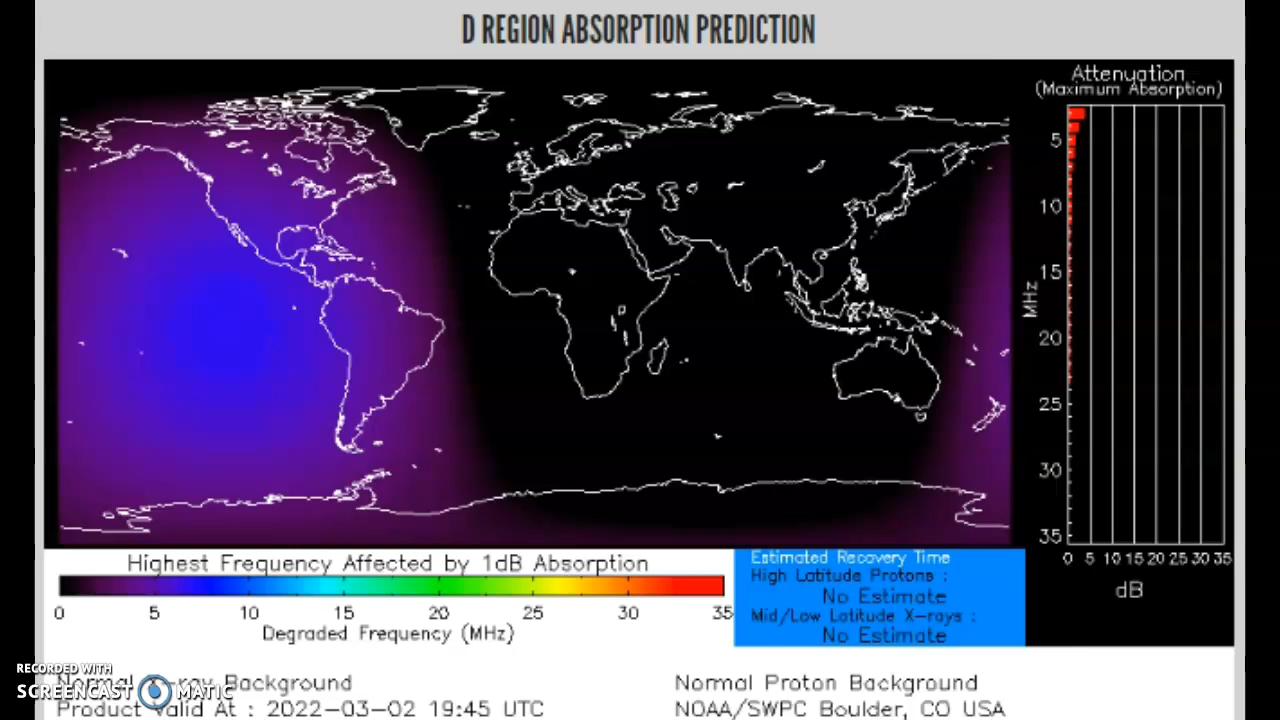 D REGION ABSORPTION PREDICTION
Attenuation
(Maximum Absorption)
5
10
15
20
25
30
35
MHz
0 5 10 15 20 25 30 35
dB
Highest Frequency Affected by 1dB Absorption
0 5 10 15 20 25 30 35
Degraded Frequency (MHz)
Estimated Recovery Time
High Latitude Protons :
No Estimate
Mid/Low Latitude X-rays :
No Estimate
Normal X-ray Background
Product Valid At : 2022-03-02 19:45 UTC
Normal Proton Background
NOAA/SWPC Boulder, CO USA
RECORDED WITH
SCREENCAST MATIC